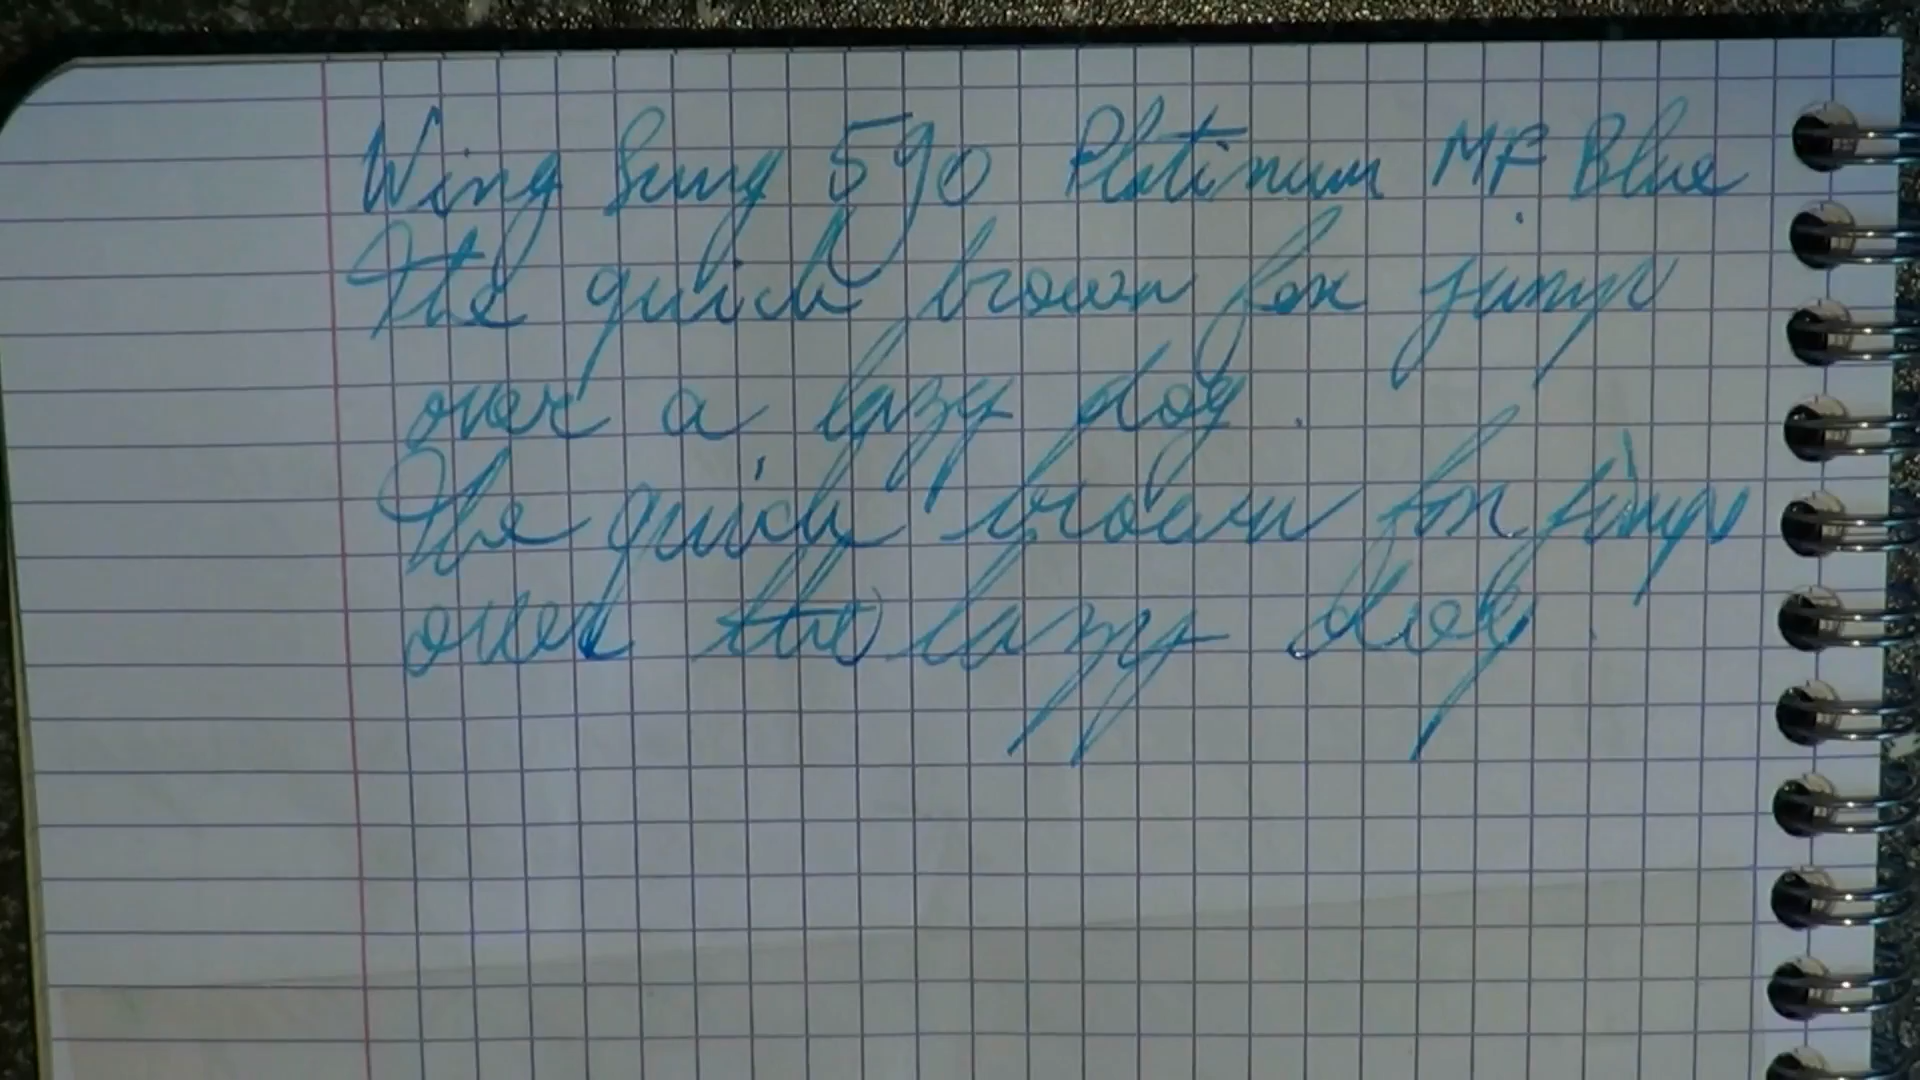 Wing Sung 590 Platinum MF Blue
The quick brown fox jump
over a lazy dog.
The quick brown fox jumps
over the lazy dog.